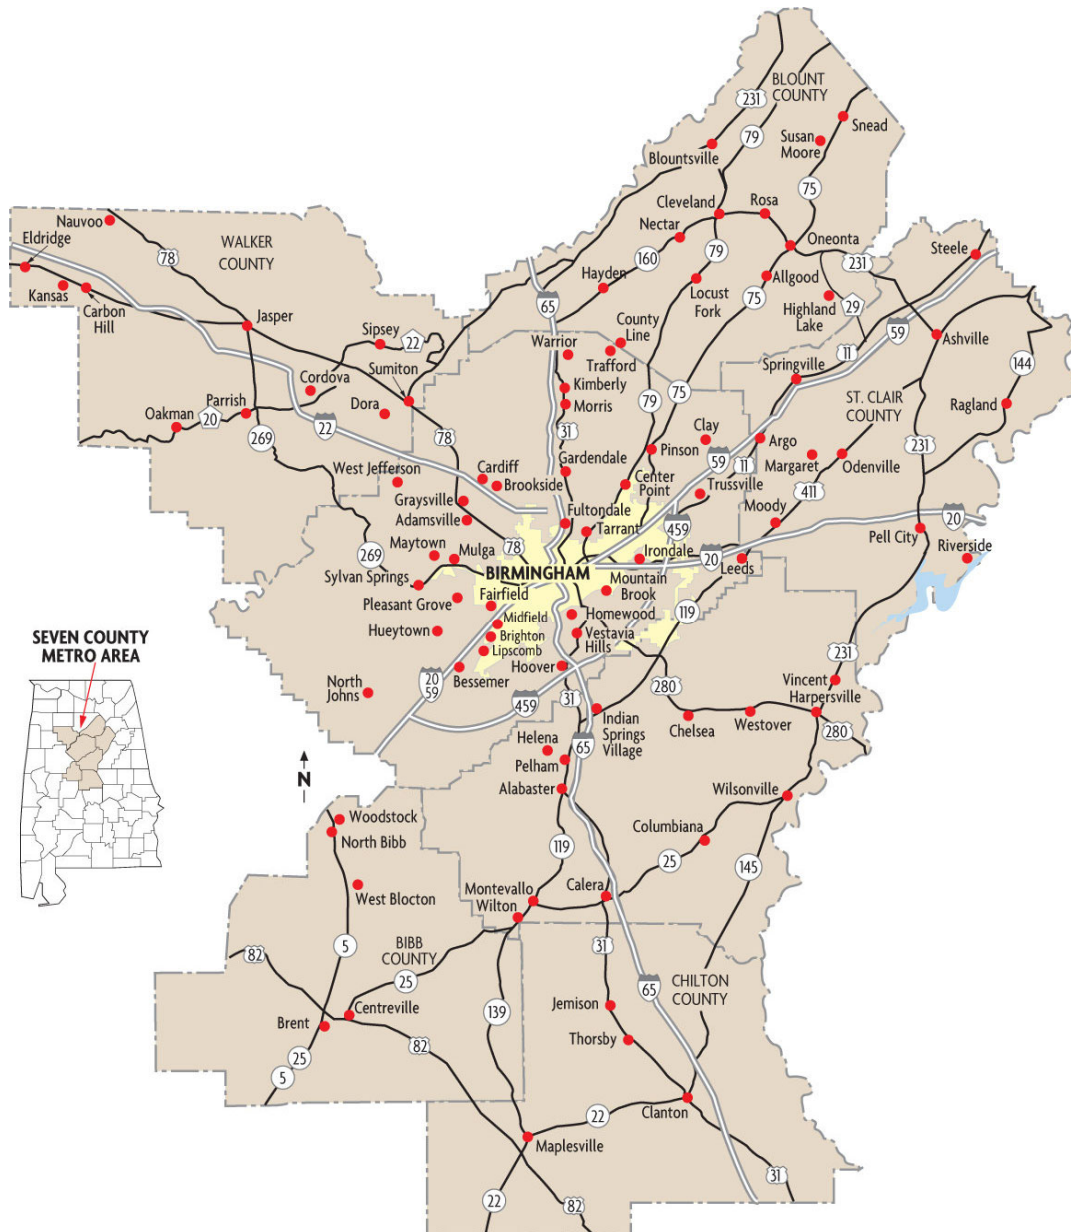 BLOUNT
COUNTY
231
79
Snead
Susan
Moore
Blountsville
75
Cleveland
Rosa
Nectar
Oneonta
Steele
Nauvoo
Eldridge
78
WALKER
COUNTY
160
79
231
Allgood
Hayden
Locust
Fork
75
Highland
Lake
29
Kansas
Carbon
Hill
65
59
Jasper
Sipsey
22
County
Line
Warrior
Trafford
11
Ashville
Sumiton
Springville
144
Kimberly
75
Cordova
Morris
79
ST. CLAIR
COUNTY
Parrish
Dora
Ragland
Oakman
20
22
269
78
31
Clay
Argo
231
Gardendale
Pinson
59
11
Margaret
Odenville
West Jefferson
Cardiff
Brookside
Center
Point
Trussville
411
Graysville
Adamsville
Fultondale
Tarrant
Moody
459
20
Pell City
Maytown
Mulga
78
Irondale
20
Leeds
Riverside
269
Sylvan Springs
BIRMINGHAM
Mountain
Brook
Pleasant Grove
Fairfield
119
Homewood
Midfield
Hueytown
Brighton
Vestavia
Hills
Lipscomb
SEVEN COUNTY
METRO AREA
231
Hoover
Bessemer
20
59
280
Vincent
North
Johns
459
31
Harpersville
Indian
Springs
Village
Chelsea
Westover
280
Helena
65
Pelham
N
Alabaster
Wilsonville
Woodstock
Columbiana
North Bibb
119
25
145
West Blocton
Montevallo
Calera
Wilton
5
BIBB
COUNTY
31
82
25
65
CHILTON
COUNTY
Centreville
139
Jemison
Brent
Thorsby
82
25
5
22
Clanton
Maplesville
31
22
82